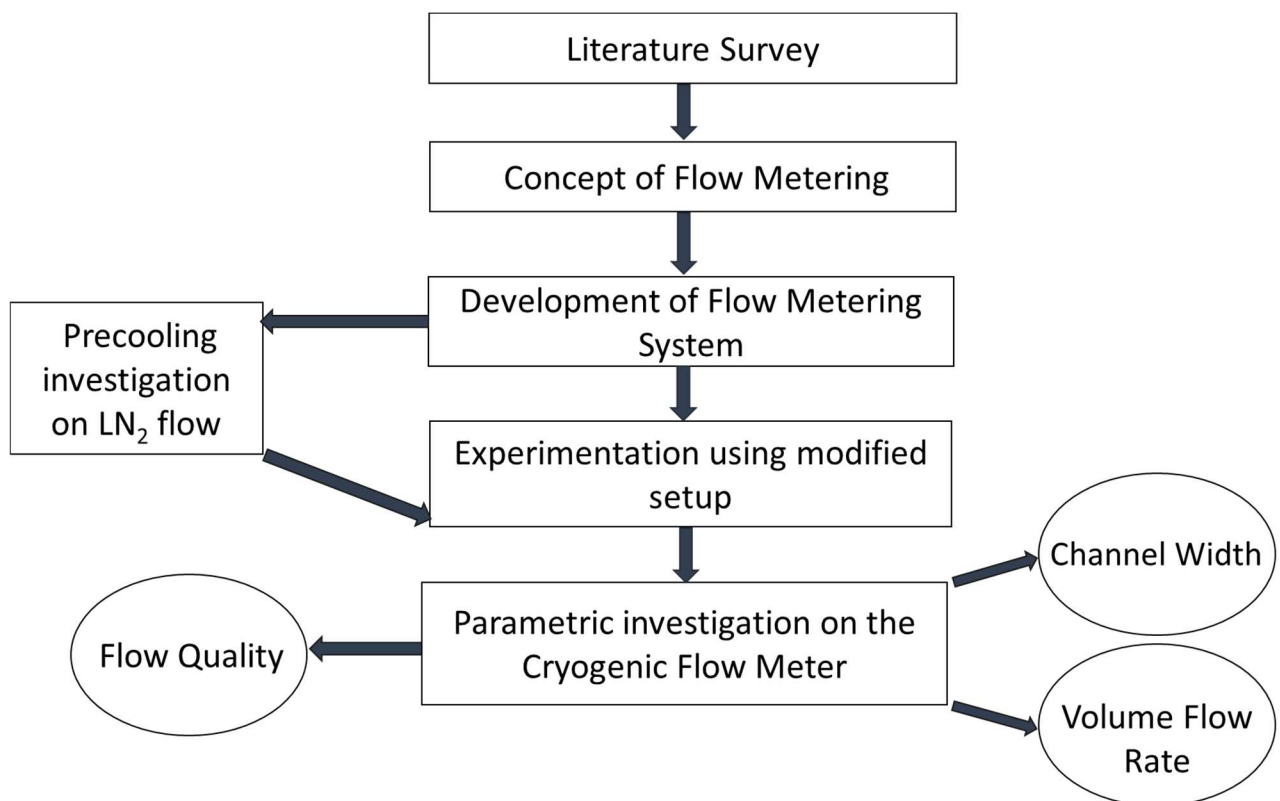 Literature Survey
Concept of Flow Metering
Development of Flow Metering
System
Precooling
investigation
on LN₂ flow
Experimentation using modified
setup
Channel Width
Parametric investigation on the
Cryogenic Flow Meter
Flow Quality
Volume Flow
Rate